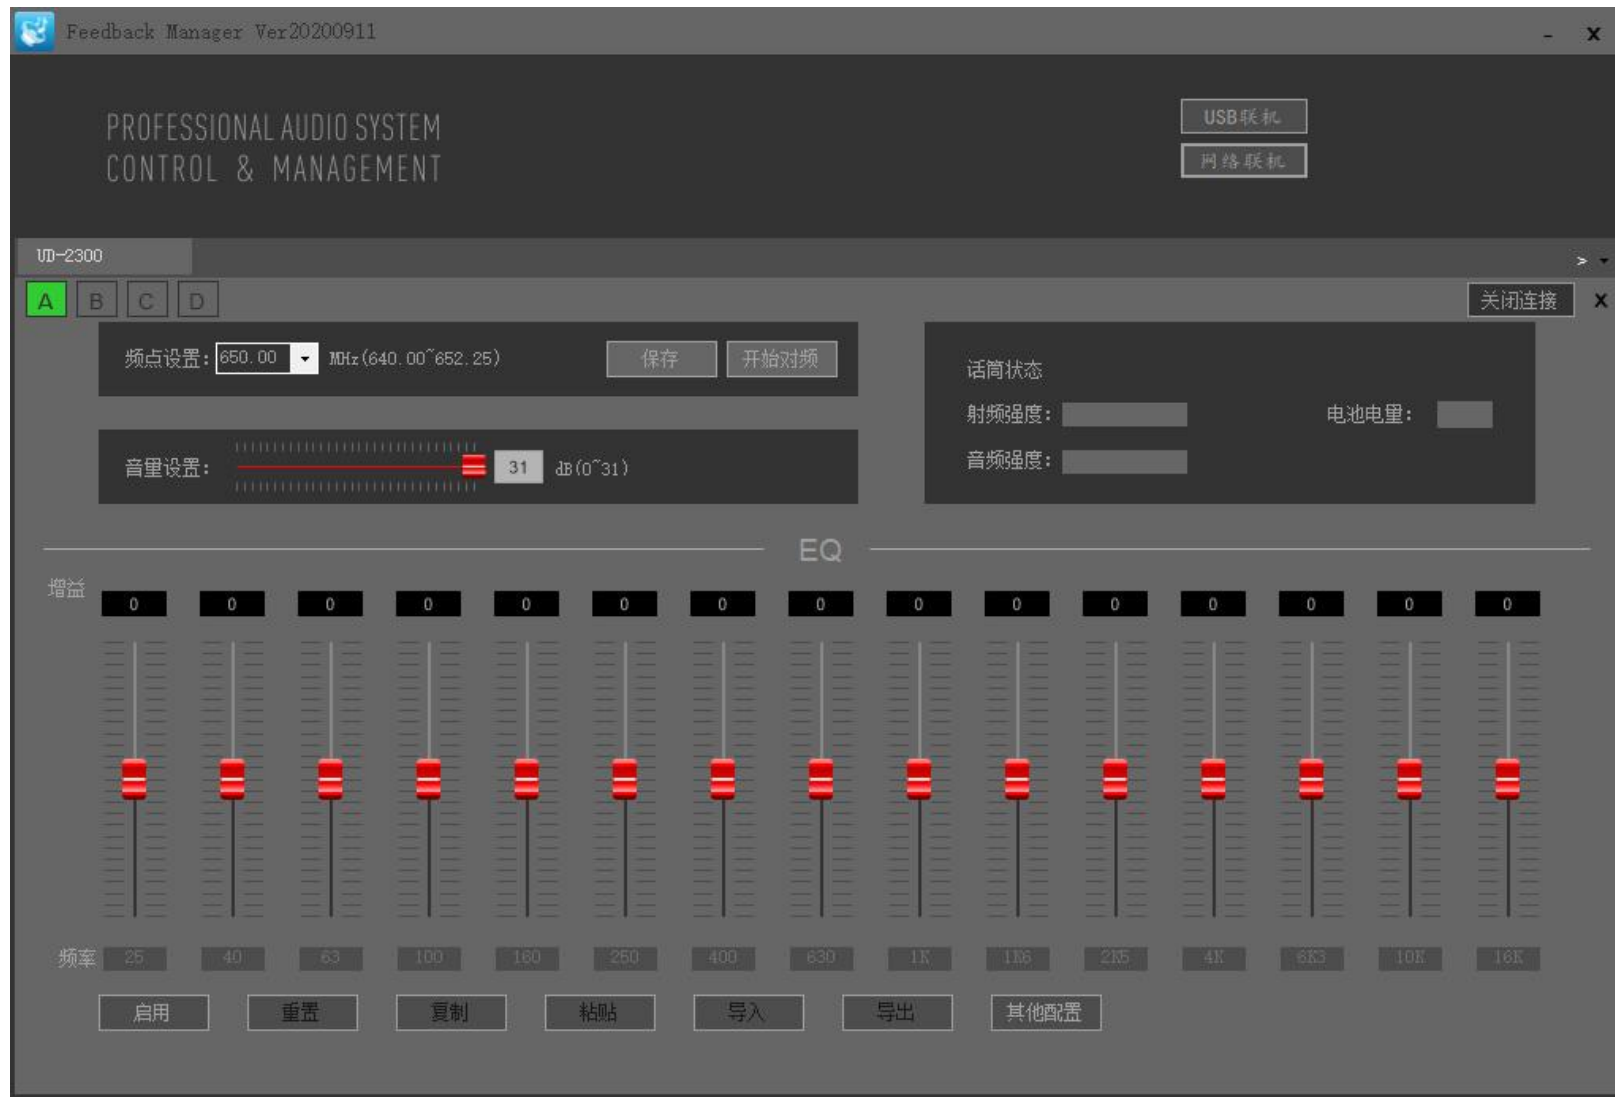 Feedback Manager Ver20200911
- X
PROFESSIONAL AUDIO SYSTEM
CONTROL & MANAGEMENT
USB联机
网络联机
UD-2300
>
A B C D
关闭连接 X
频点设置: 650.00 MHz(640.00~652.25) 保存 开始对频
音量设置: 31 dB(0~31)
话筒状态
射频强度: 电池电量:
音频强度:
EQ
增益 0 0 0 0 0 0 0 0 0 0 0 0 0 0 0
频率 25 40 63 100 160 250 400 630 1K 1K6 2K5 4K 6K3 10K 16K
启用 重置 复制 粘贴 导入 导出 其他配置